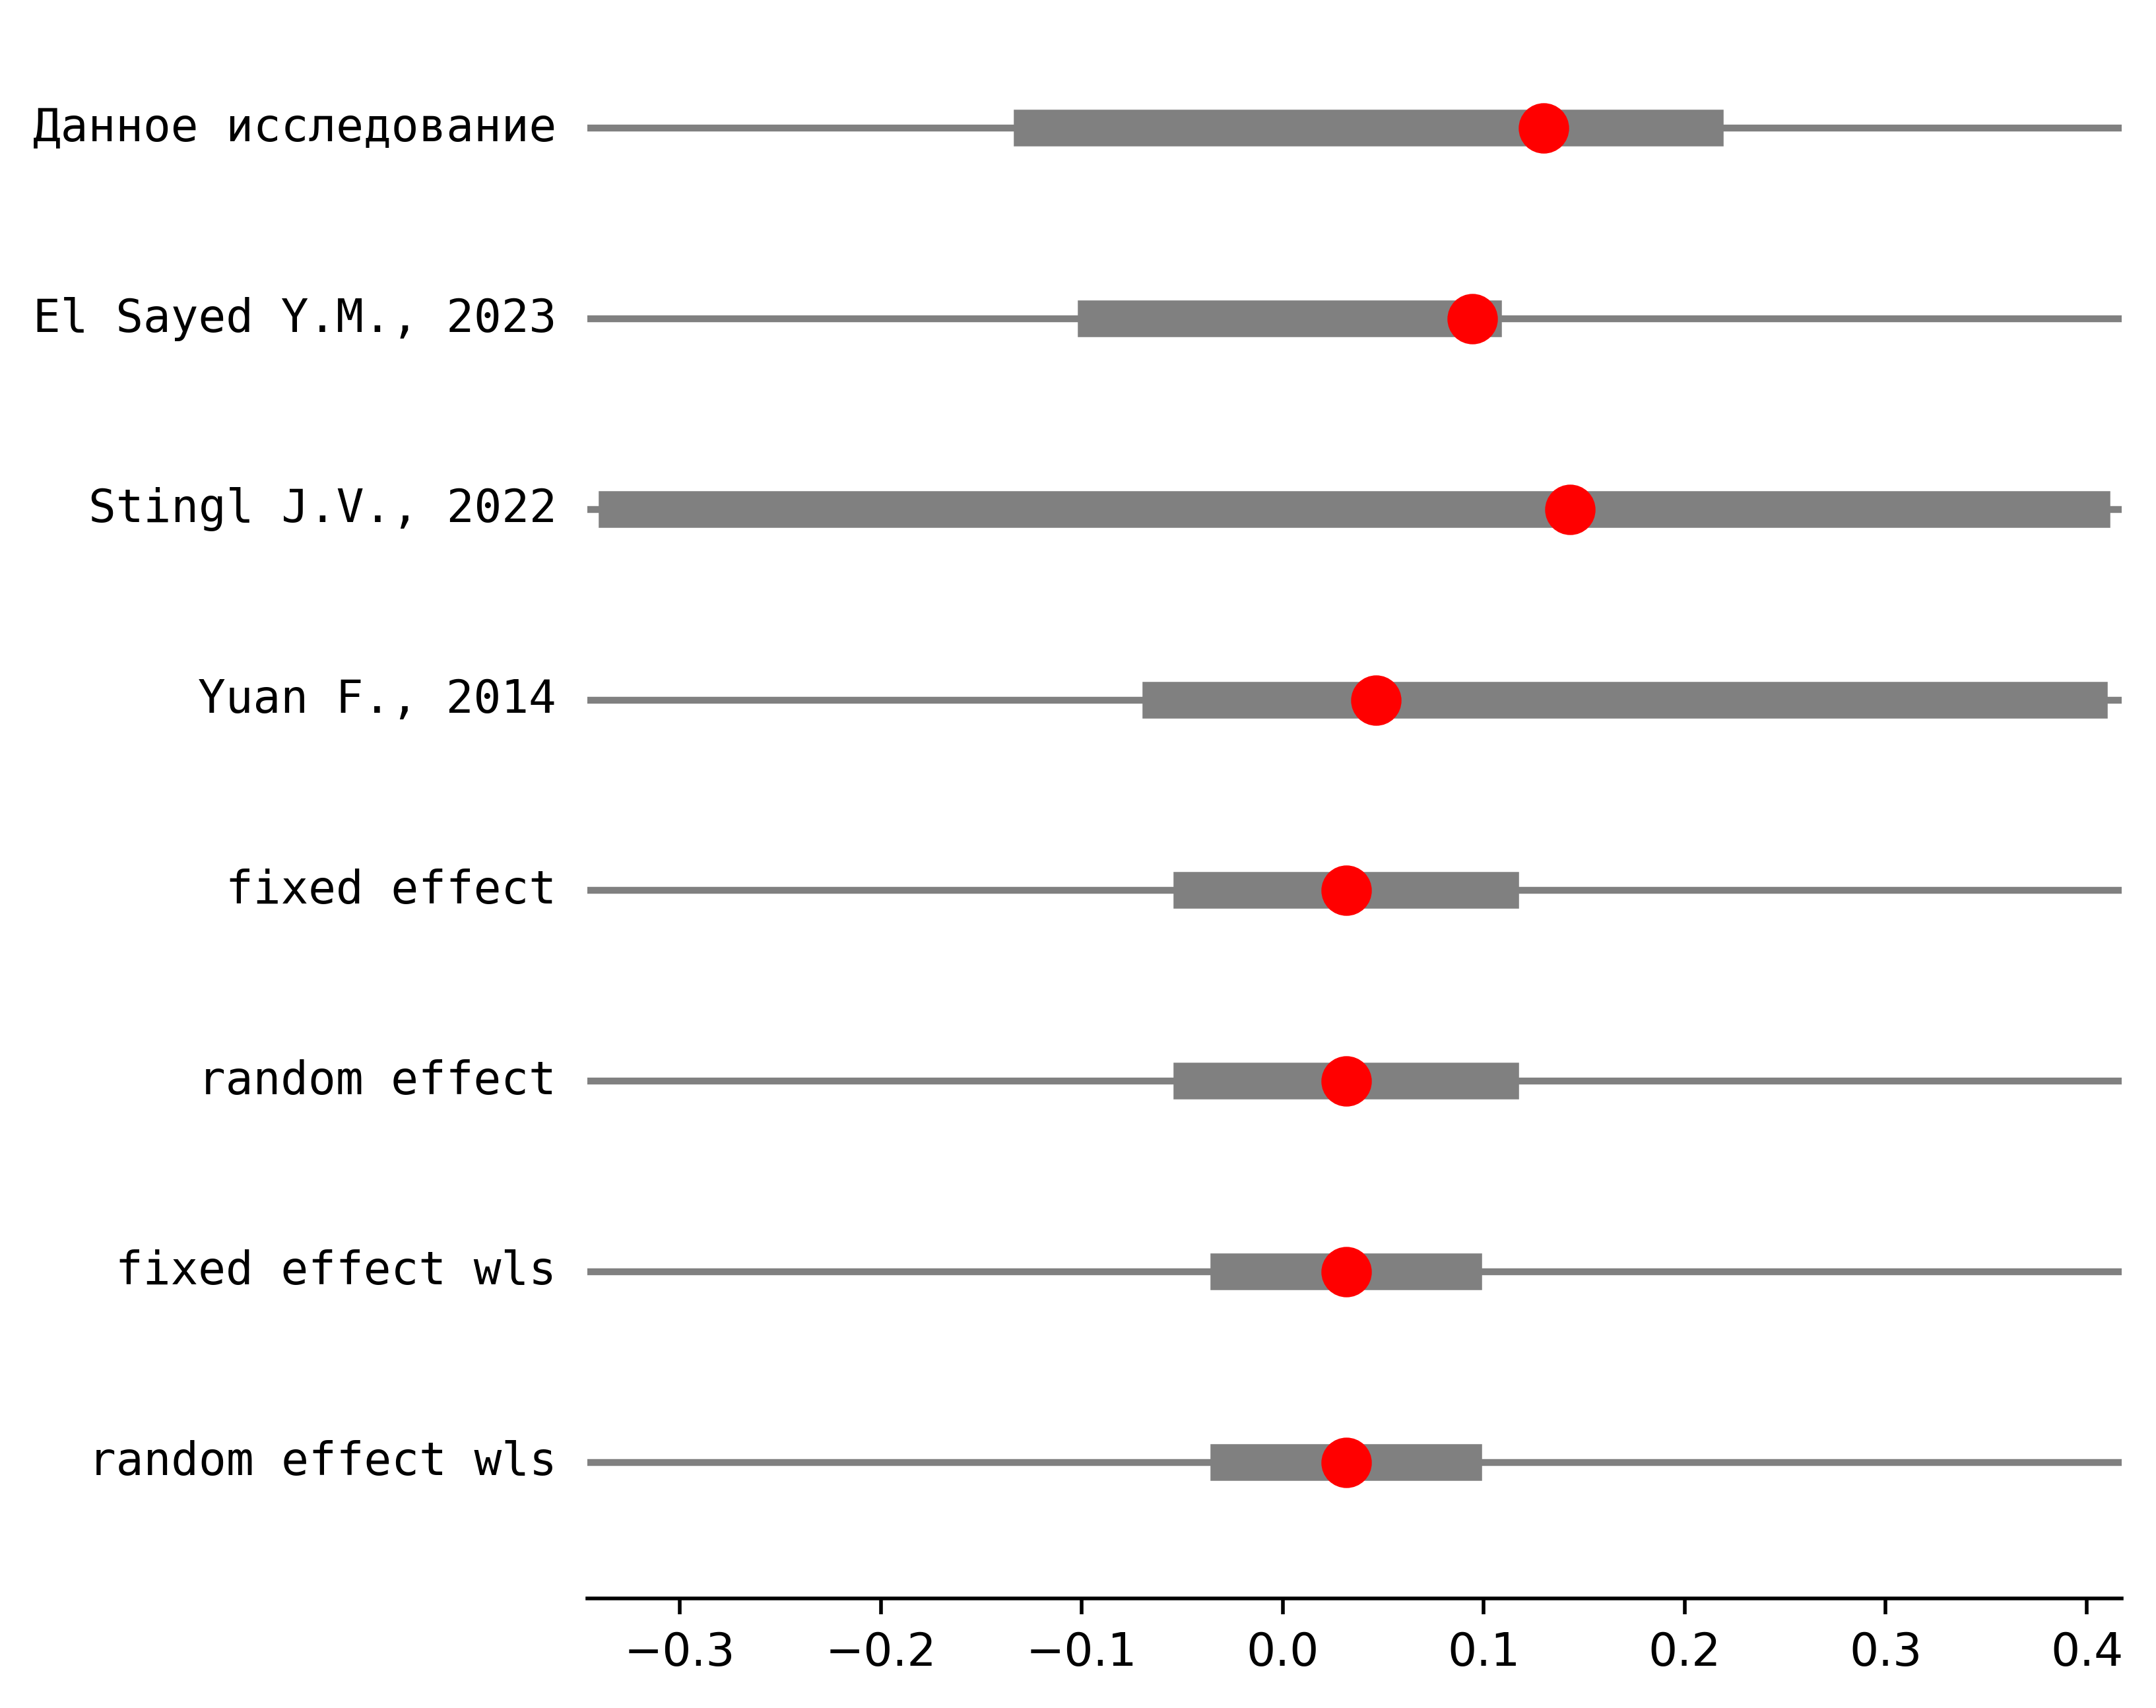 Данное исследование
El Sayed Y.M., 2023
Stingl J.V., 2022
Yuan F., 2014
fixed effect
random effect
fixed effect wls
random effect wls
−0.3 −0.2 −0.1 0.0 0.1 0.2 0.3 0.4